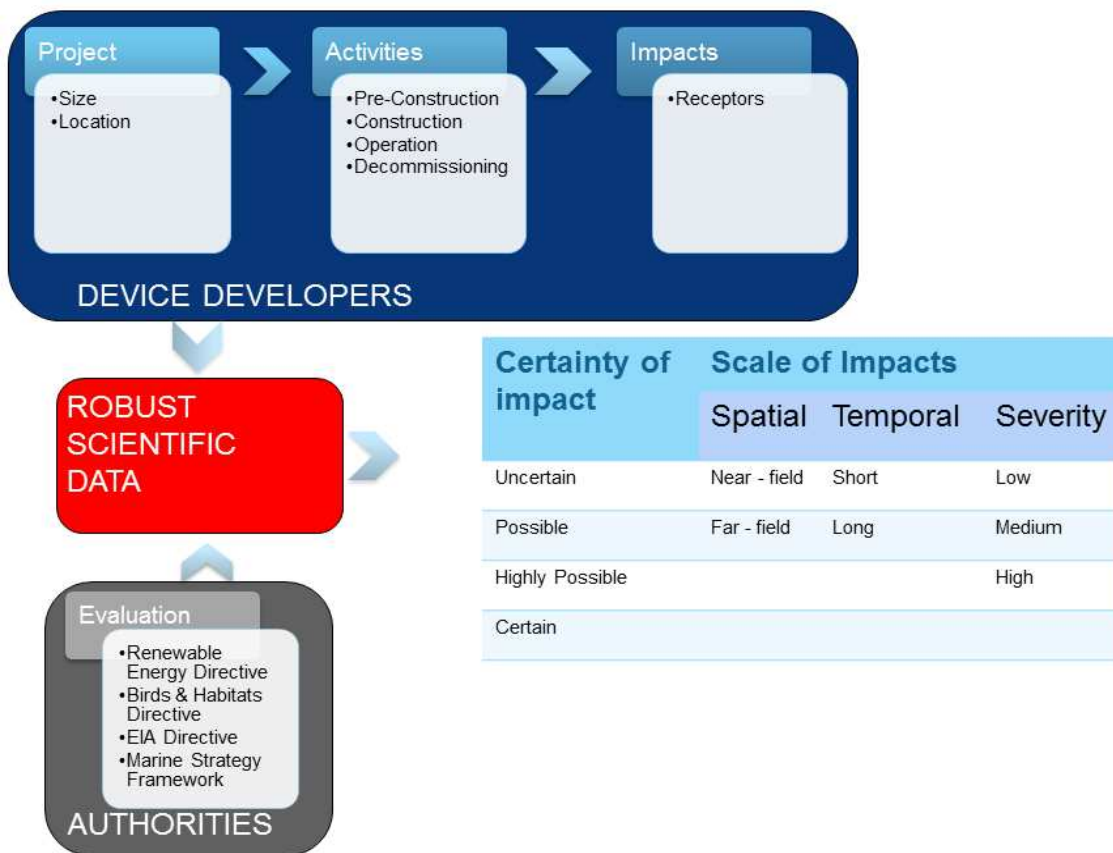 Project
•Size
•Location
Activities
•Pre-Construction
•Construction
•Operation
•Decommissioning
Impacts
•Receptors
DEVICE DEVELOPERS
ROBUST
SCIENTIFIC
DATA
Evaluation
•Renewable
Energy Directive
•Birds & Habitats
Directive
•EIA Directive
•Marine Strategy
Framework
AUTHORITIES
Certainty of
impact
Scale of Impacts
Spatial Temporal Severity
Uncertain Near - field Short Low
Possible Far - field Long Medium
Highly Possible High
Certain